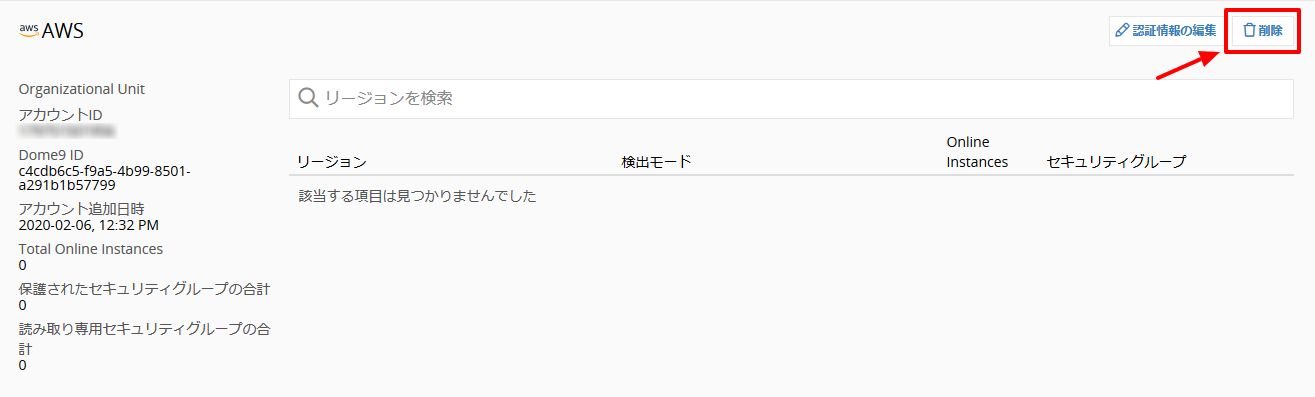 aws AWS
認証情報の編集
削除
Organizational Unit
アカウントID
Dome9 ID
c4cdb6c5-f9a5-4b99-8501-
a291b1b57799
アカウント追加日時
2020-02-06, 12:32 PM
Total Online Instances
0
保護されたセキュリティグループの合計
0
読み取り専用セキュリティグループの合
計
0
リージョンを検索
リージョン
検出モード
Online
Instances
セキュリティグループ
該当する項目は見つかりませんでした